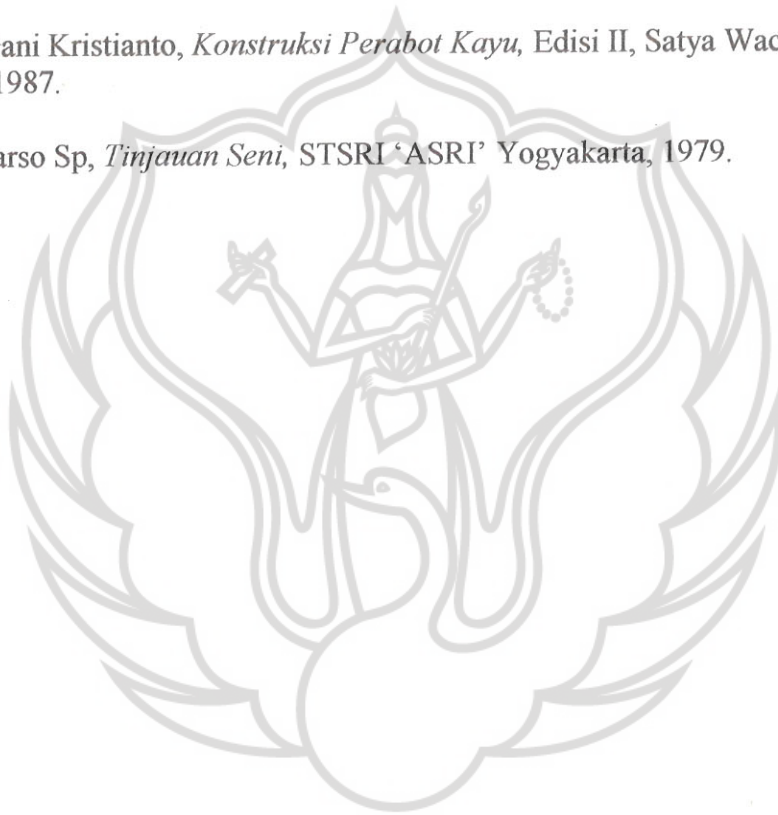 ani Kristianto, Konstruksi Perabot Kayu, Edisi II, Satya Wac
1987.
arso Sp, Tinjauan Seni, STSRI ‘ASRI’ Yogyakarta, 1979.